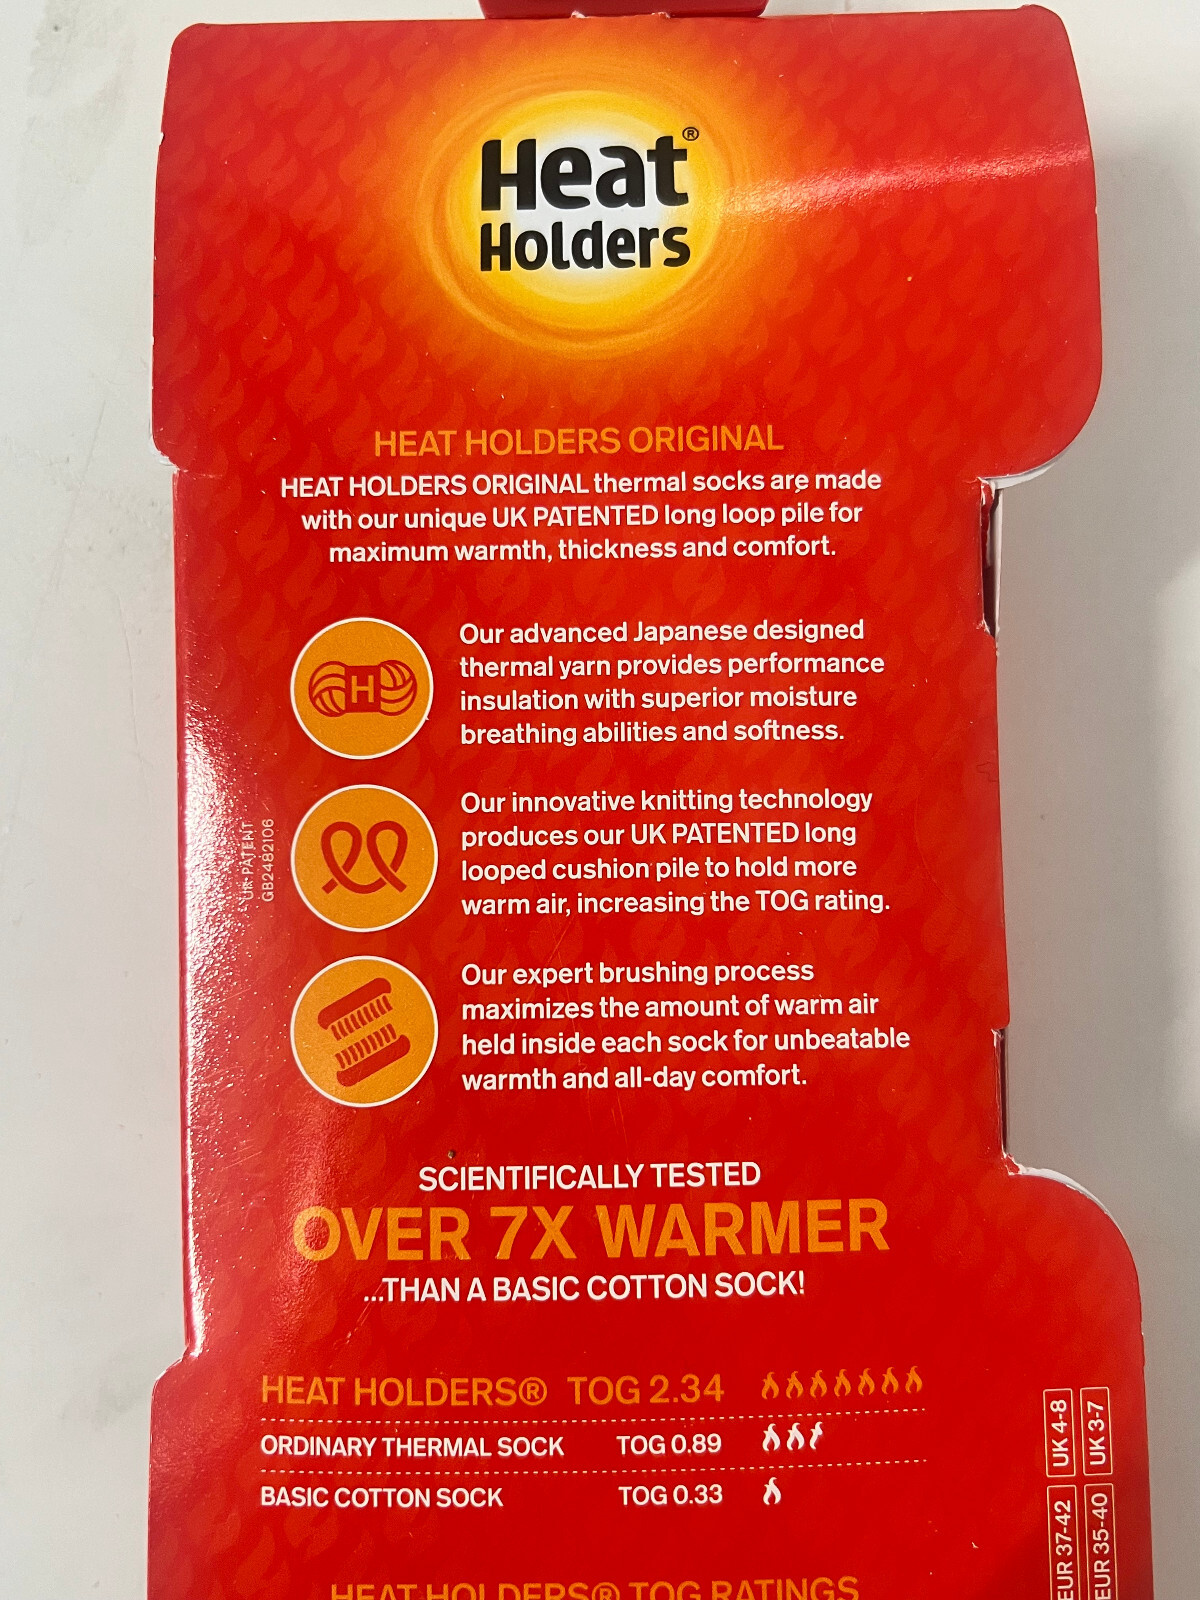 Heat®
Holders
HEAT HOLDERS ORIGINAL
HEAT HOLDERS ORIGINAL thermal socks are made
with our unique UK PATENTED long loop pile for
maximum warmth, thickness and comfort.
H
Our advanced Japanese designed
thermal yarn provides performance
insulation with superior moisture
breathing abilities and softness.
Our innovative knitting technology
produces our UK PATENTED long
looped cushion pile to hold more
warm air, increasing the TOG rating.
UK PATENT
GB2482106
Our expert brushing process
maximizes the amount of warm air
held inside each sock for unbeatable
warmth and all-day comfort.
SCIENTIFICALLY TESTED
OVER 7X WARMER
...THAN A BASIC COTTON SOCK!
HEAT HOLDERS® TOG 2.34
ORDINARY THERMAL SOCK TOG 0.89
BASIC COTTON SOCK TOG 0.33
EUR 37-42 UK 4-8
EUR 35-40 UK 3-7
HEAT HOLDERS® TOG RATINGS